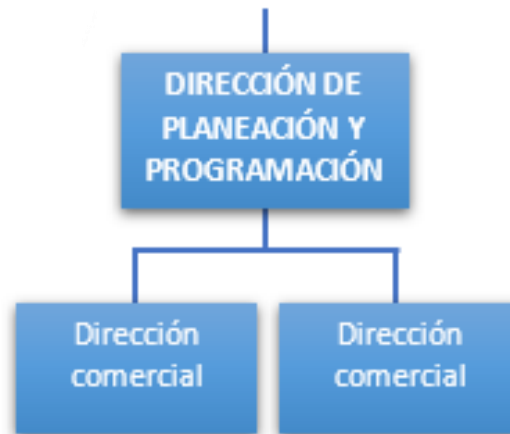 DIRECCIÓN DE
PLANEACIÓN Y
PROGRAMACIÓN
Dirección
comercial
Dirección
comercial